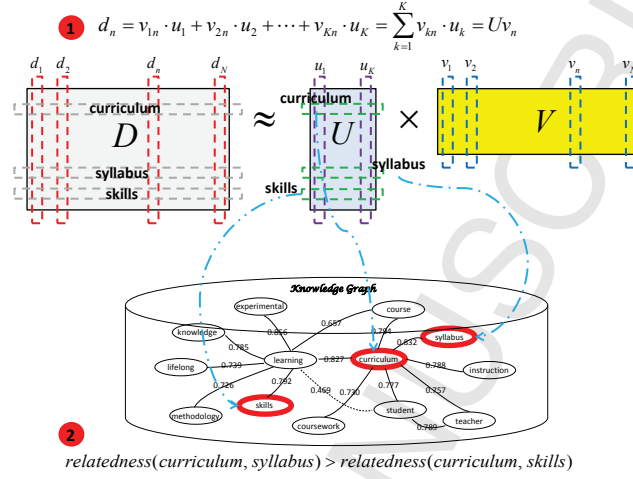 1 d_n = v_{1n} · u_1 + v_{2n} · u_2 + ··· + v_{Kn} · u_K = \sum_{k=1}^{K} v_{kn} · u_k = Uv_n
d_1 d_2 d_n d_N u_1 u_K v_1 v_2 v_n v_N
curriculum curriculum
D ≈ U × V
syllabus syllabus
skills skills
Knowledge Graph
experimental course
0.856 0.657 0.794
knowledge syllabus
0.785 0.832
learning 0.827 curriculum
lifelong 0.739 0.788 instruction
0.726 0.792 0.469 0.730 0.777 0.757
skills student
methodology coursework 0.789 teacher
2
relatedness(curriculum, syllabus) > relatedness(curriculum, skills)